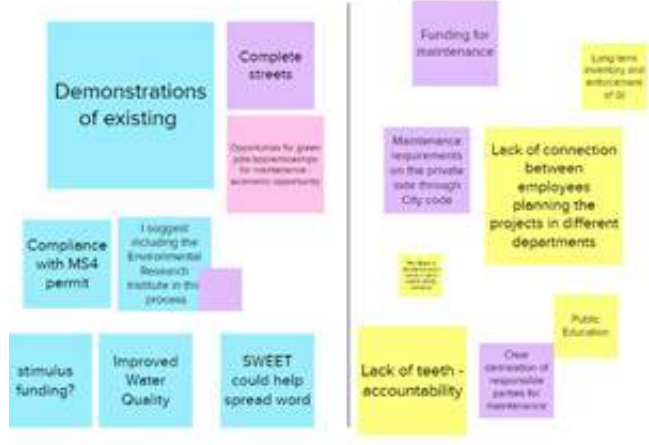 Demonstrations
of existing
Complete
streets
Opportunities for green
jobs/apprenticeships
for maintenance -
economic opportunity
Compliance
with MS4
permit
I suggest
including the
Environmental
Research
Institute in this
process
stimulus
funding?
Improved
Water
Quality
SWEET
could help
spread word
Funding for
maintenance
Long term
inventory and
enforcement
of GI
Maintenance
requirements
on the private
side through
City code
Lack of connection
between
employees
planning the
projects in different
departments
Public
Education
Lack of teeth -
accountability
Clear
delineation of
responsible
parties for
maintenance